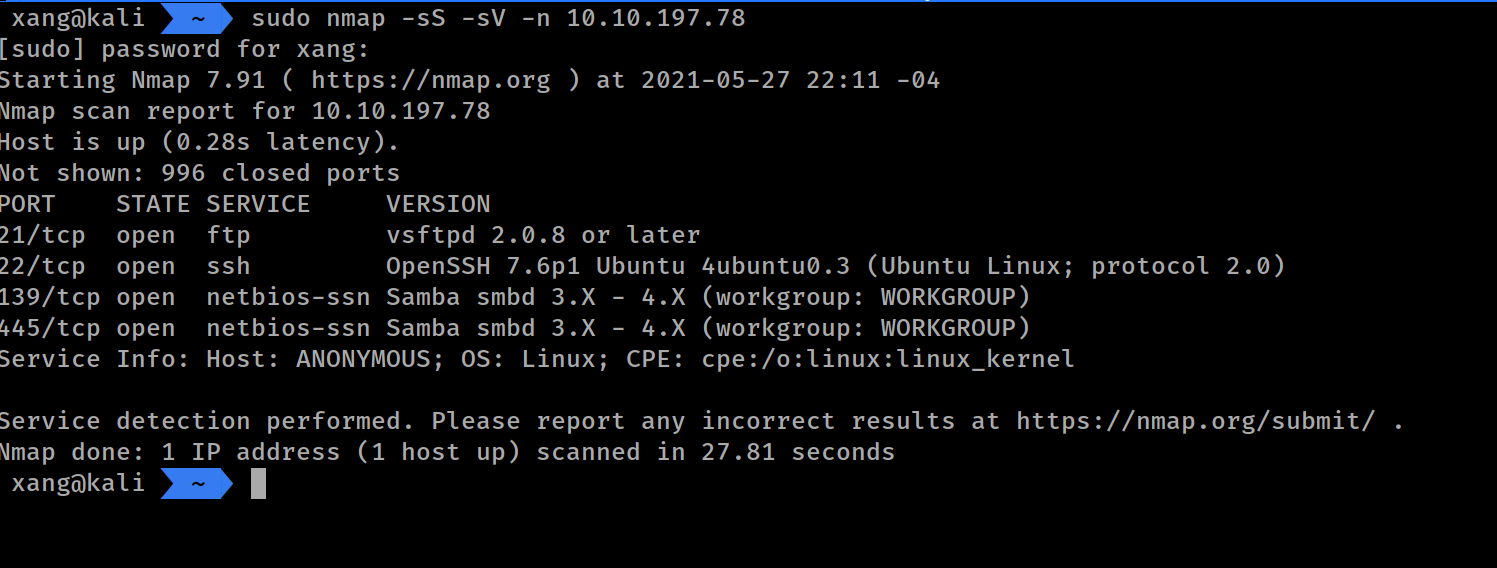 xang@kali ~ sudo nmap -sS -sV -n 10.10.197.78
[sudo] password for xang:
Starting Nmap 7.91 ( https://nmap.org ) at 2021-05-27 22:11 -04
Nmap scan report for 10.10.197.78
Host is up (0.28s latency).
Not shown: 996 closed ports
PORT    STATE SERVICE     VERSION
21/tcp  open  ftp         vsftpd 2.0.8 or later
22/tcp  open  ssh         OpenSSH 7.6p1 Ubuntu 4ubuntu0.3 (Ubuntu Linux; protocol 2.0)
139/tcp open  netbios-ssn Samba smbd 3.X - 4.X (workgroup: WORKGROUP)
445/tcp open  netbios-ssn Samba smbd 3.X - 4.X (workgroup: WORKGROUP)
Service Info: Host: ANONYMOUS; OS: Linux; CPE: cpe:/o:linux:linux_kernel
Service detection performed. Please report any incorrect results at https://nmap.org/submit/ .
Nmap done: 1 IP address (1 host up) scanned in 27.81 seconds
xang@kali ~